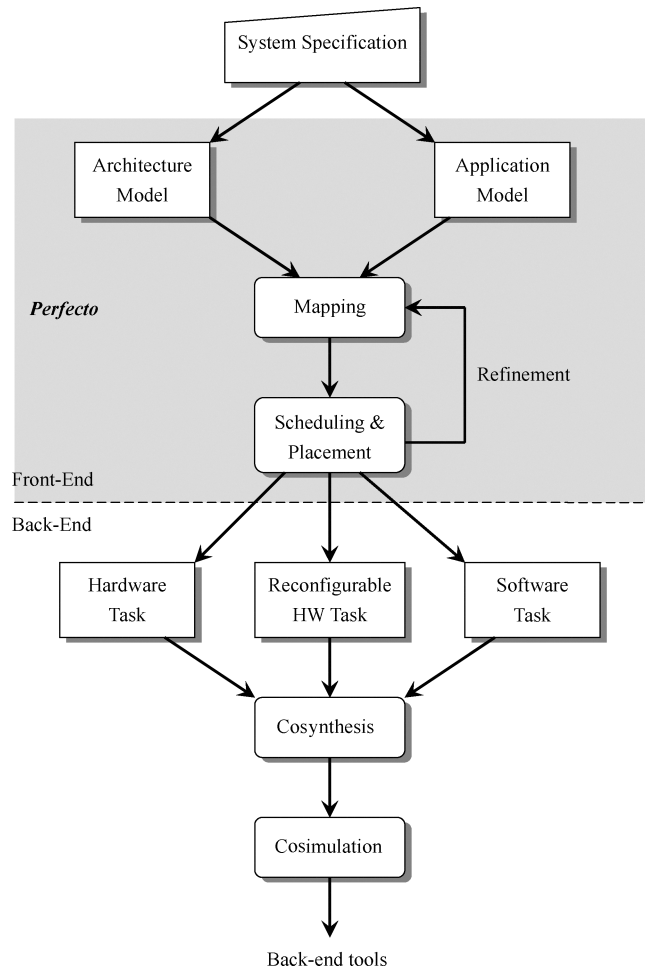 System Specification
Architecture
Model
Application
Model
Mapping
Perfecto
Refinement
Scheduling &
Placement
Front-End
Back-End
Hardware
Task
Reconfigurable
HW Task
Software
Task
Cosynthesis
Cosimulation
Back-end tools